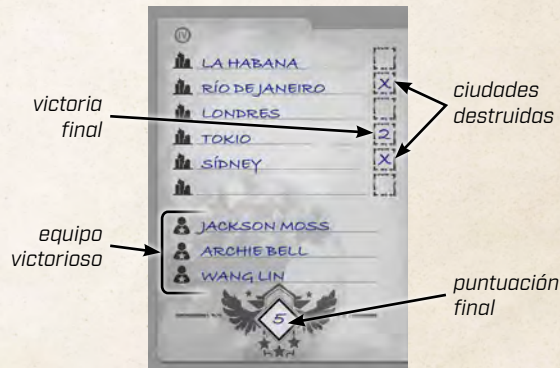 IV
LA HABANA
RÍO DE JANEIRO X
LONDRES
TOKIO 2
SÍDNEY X
JACKSON MOSS
ARCHIE BELL
WANG LIN
5
victoria
final
equipo
victorioso
ciudades
destruidas
puntuación
final